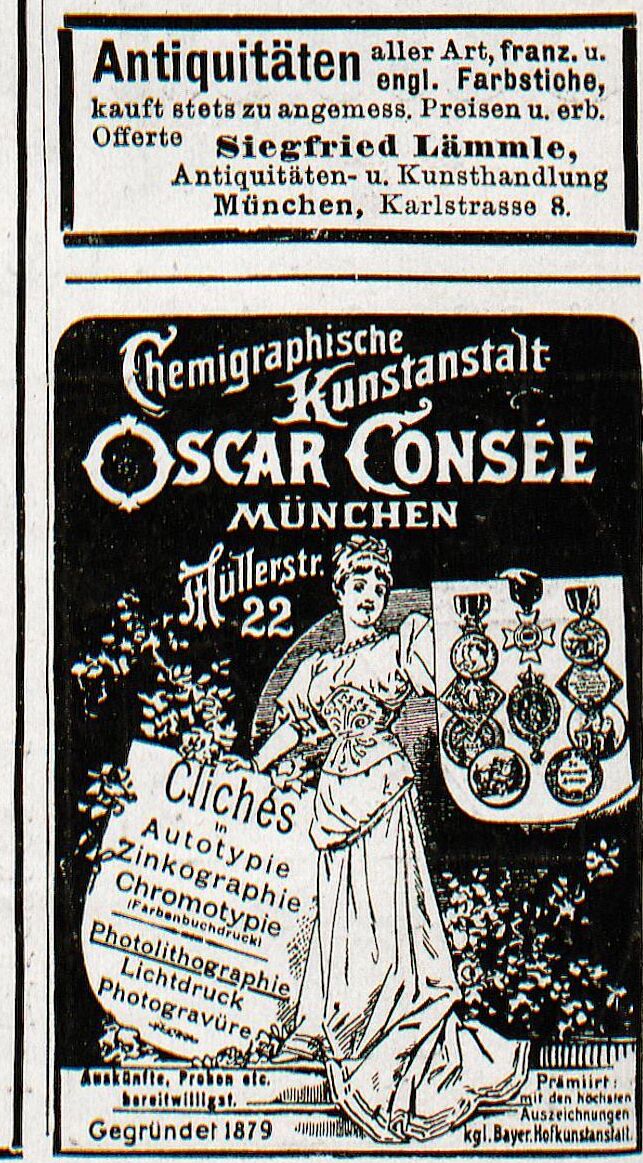 Antiquitäten aller Art, franz. u.
engl. Farbstiche,
kauft stets zu angemess. Preisen u. erb.
Offerte Siegfried Lämmle,
Antiquitäten- u. Kunsthandlung
München, Karlstrasse 8.
Chemigraphische
Kunstanstalt
OSCAR CONSÉE
MÜNCHEN
Müllerstr.
22
Clichés
in
Autotypie
Zinkographie
Chromotypie
(Farbenbuchdruck)
Photolithographie
Lichtdruck
Photogravüre
Auskünfte, Proben etc.
bereitwilligst.
Gegründet 1879
Prämiirt:
mit den höchsten
Auszeichnungen
kgl. Bayer. Hofkunstanstalt